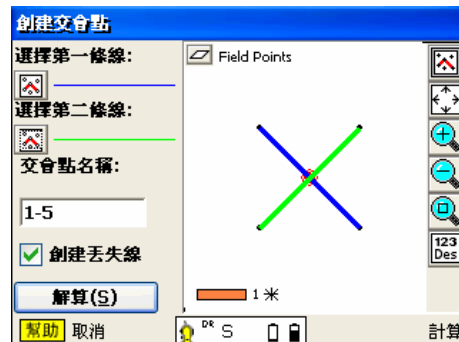 創建交會點
選擇第一條線:
選擇第二條線:
交會點名稱:
1-5
創建丟失線
解算(S)
幫助 取消
Field Points
1 米
DR S
123
Des
計算